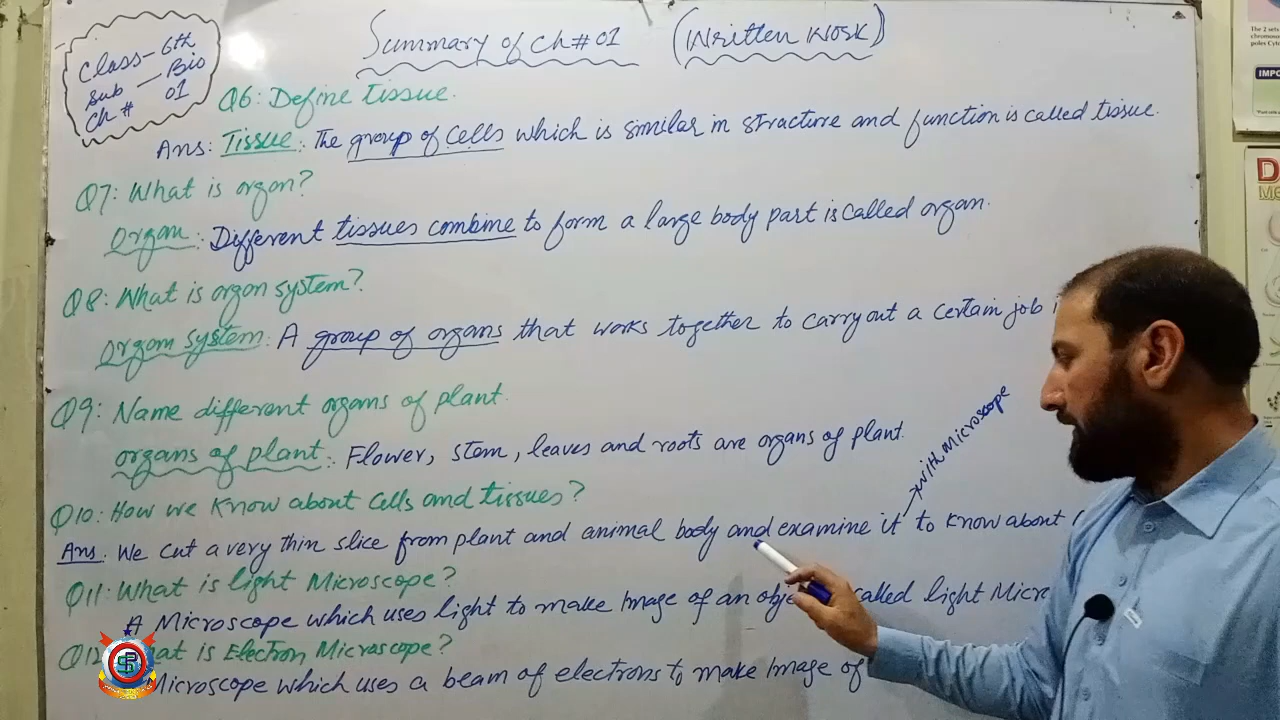 Summary of Ch # 01 (Written Work)
Class - 6th
Sub - Bio
Ch # 01
Q6: Define tissue.
Ans: Tissue: The group of cells which is similar in structure and function is called tissue.
Q7: What is organ?
Organ: Different tissues combine to form a large body part is called organ.
Q8: What is organ system?
Organ system: A group of organs that works together to carry out a certain job
Q9: Name different organs of plant.
organs of plant: Flower, stem, leaves and roots are organs of plant.
Q10: How we know about cells and tissues?
→ with Microscope
Ans. We cut a very thin slice from plant and animal body and examine it to know about
Q11: What is light Microscope?
A Microscope which uses light to make Image of an called light
Q12 is Electron Microscope?
Microscope which uses a beam of electrons to make Image of
The 2 sets
poles Cyt